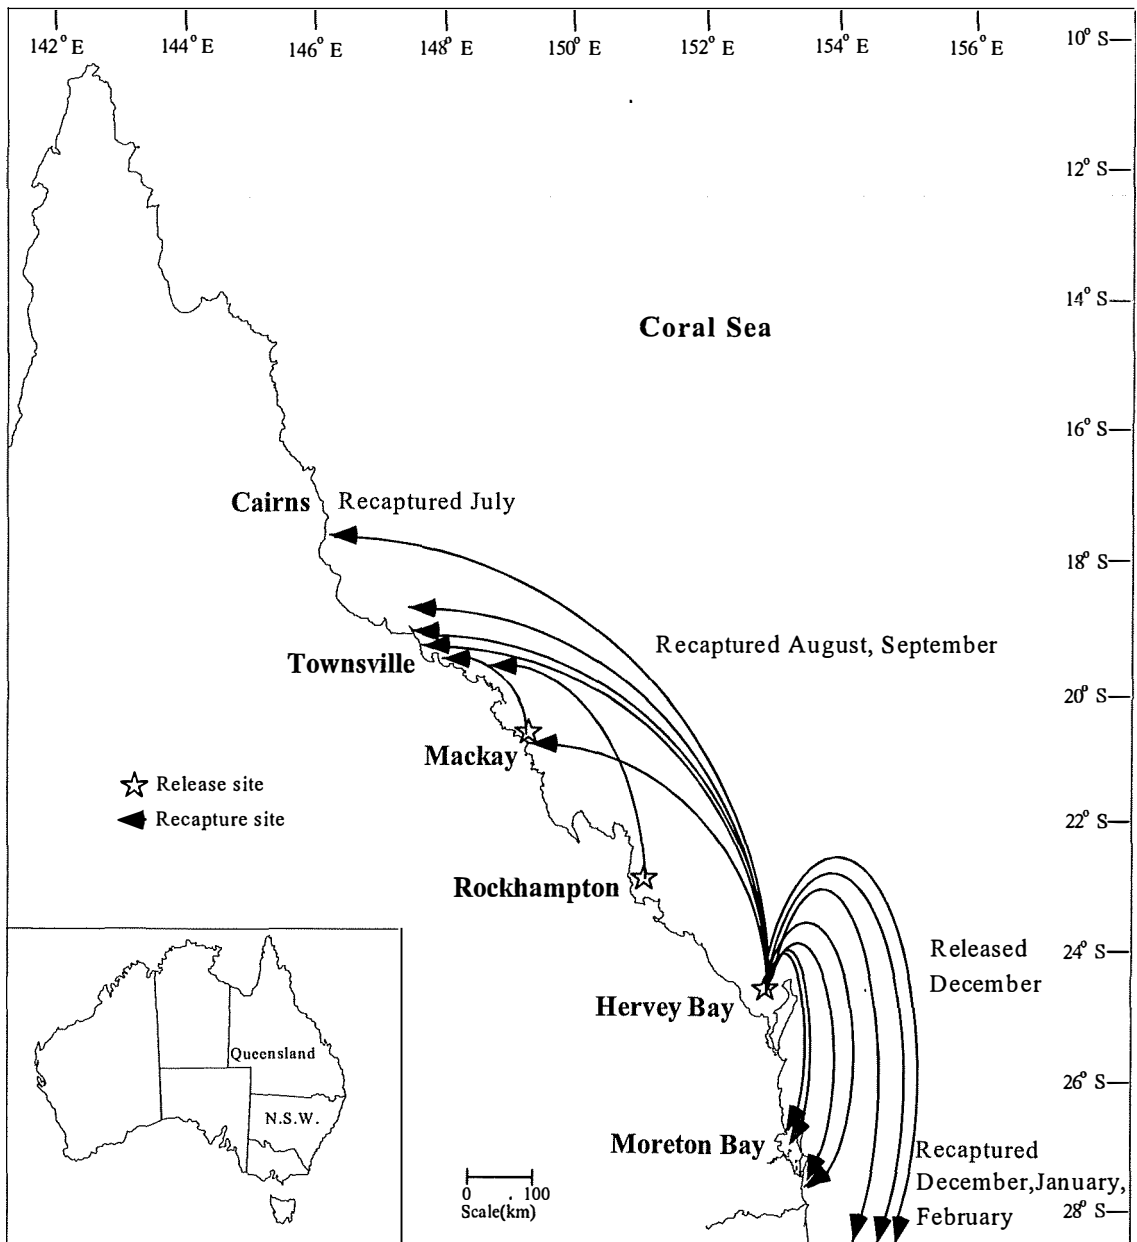 142° E 144° E 146° E 148° E 150° E 152° E 154° E 156° E
10° S
12° S
14° S
Coral Sea
16° S
Cairns Recaptured July
18° S
Recaptured August, September
Townsville
20° S
Mackay
Release site
Recapture site
22° S
Rockhampton
24° S
Released
December
Hervey Bay
Queensland
26° S
N.S.W.
Moreton Bay
Recaptured
December,January,
February
28° S
0 100
Scale(km)